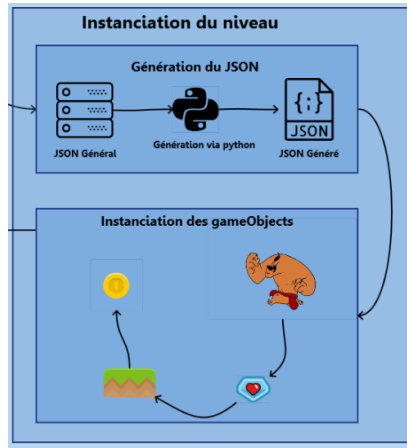 Instanciation du niveau
Génération du JSON
{;}
JSON
JSON Général
Génération via python
JSON Généré
Instanciation des gameObjects